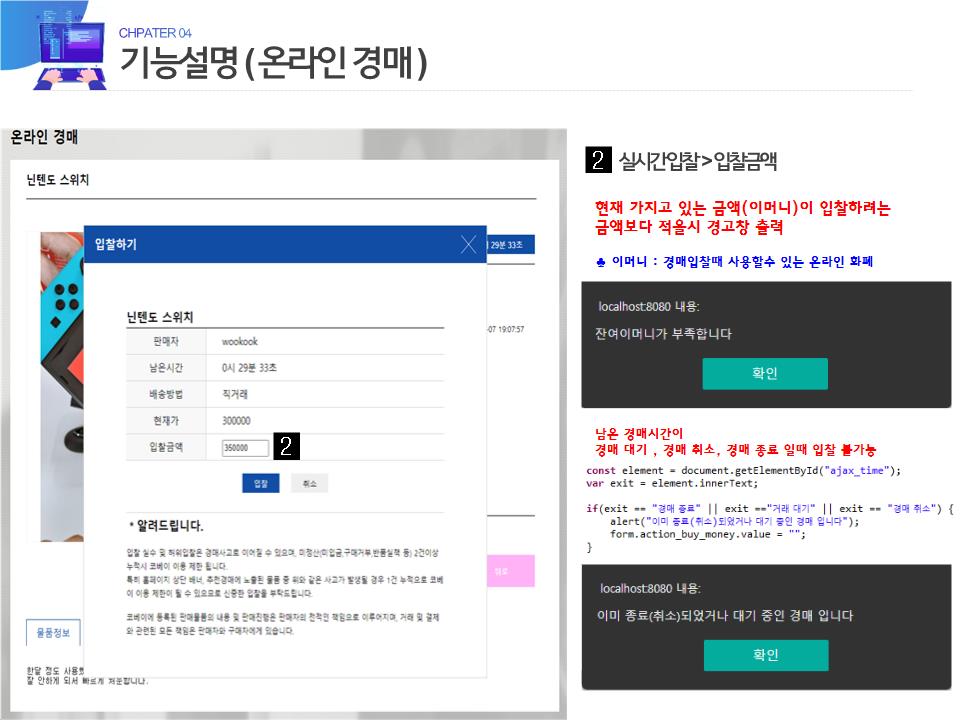 CHPATER 04
기능설명 ( 온라인 경매 )
온라인 경매
닌텐도 스위치
입찰하기
29분 33초
-07 19:07:57
닌텐도 스위치
판매자 wookook
남은시간 0시 29분 33초
배송방법 직거래
현재가 300000
입찰금액 350000 2
입찰 취소
* 알려드립니다.
입찰 실수 및 허위입찰은 경매사고로 이어질 수 있으며, 미정산(미입금,구매거부,반품실책 등) 2건이상
누적시 코베이 이용 제한 됩니다.
특히 홈페이지 상단 배너, 추천경매에 노출된 물품 중 위와 같은 사고가 발생될 경우 1건 누적으로 코베
이 이용 제한이 될 수 있으므로 신중한 입찰을 부탁드립니다.
코베이에 등록된 판매물품의 내용 및 판매진행은 판매자의 전적인 책임으로 이루어지며, 거래 및 결제
와 관련된 모든 책임은 판매자와 구매자에게 있습니다.
물품정보
한달 정도 사용했
잘 안하게 되서 빠르게 처분합니다.
2 실시간입찰 > 입찰금액
현재 가지고 있는 금액(이머니)이 입찰하려는
금액보다 적을시 경고창 출력
♣ 이머니 : 경매입찰때 사용할수 있는 온라인 화폐
localhost:8080 내용:
잔여이머니가 부족합니다
확인
남은 경매시간이
경매 대기 , 경매 취소, 경매 종료 일때 입찰 불가능
const element = document.getElementById("ajax_time");
var exit = element.innerText;
if(exit == "경매 종료" || exit =="거래 대기" || exit == "경매 취소") {
alert("이미 종료(취소)되었거나 대기 중인 경매 입니다");
form.action_buy_money.value = "";
}
localhost:8080 내용:
이미 종료(취소)되었거나 대기 중인 경매 입니다
확인